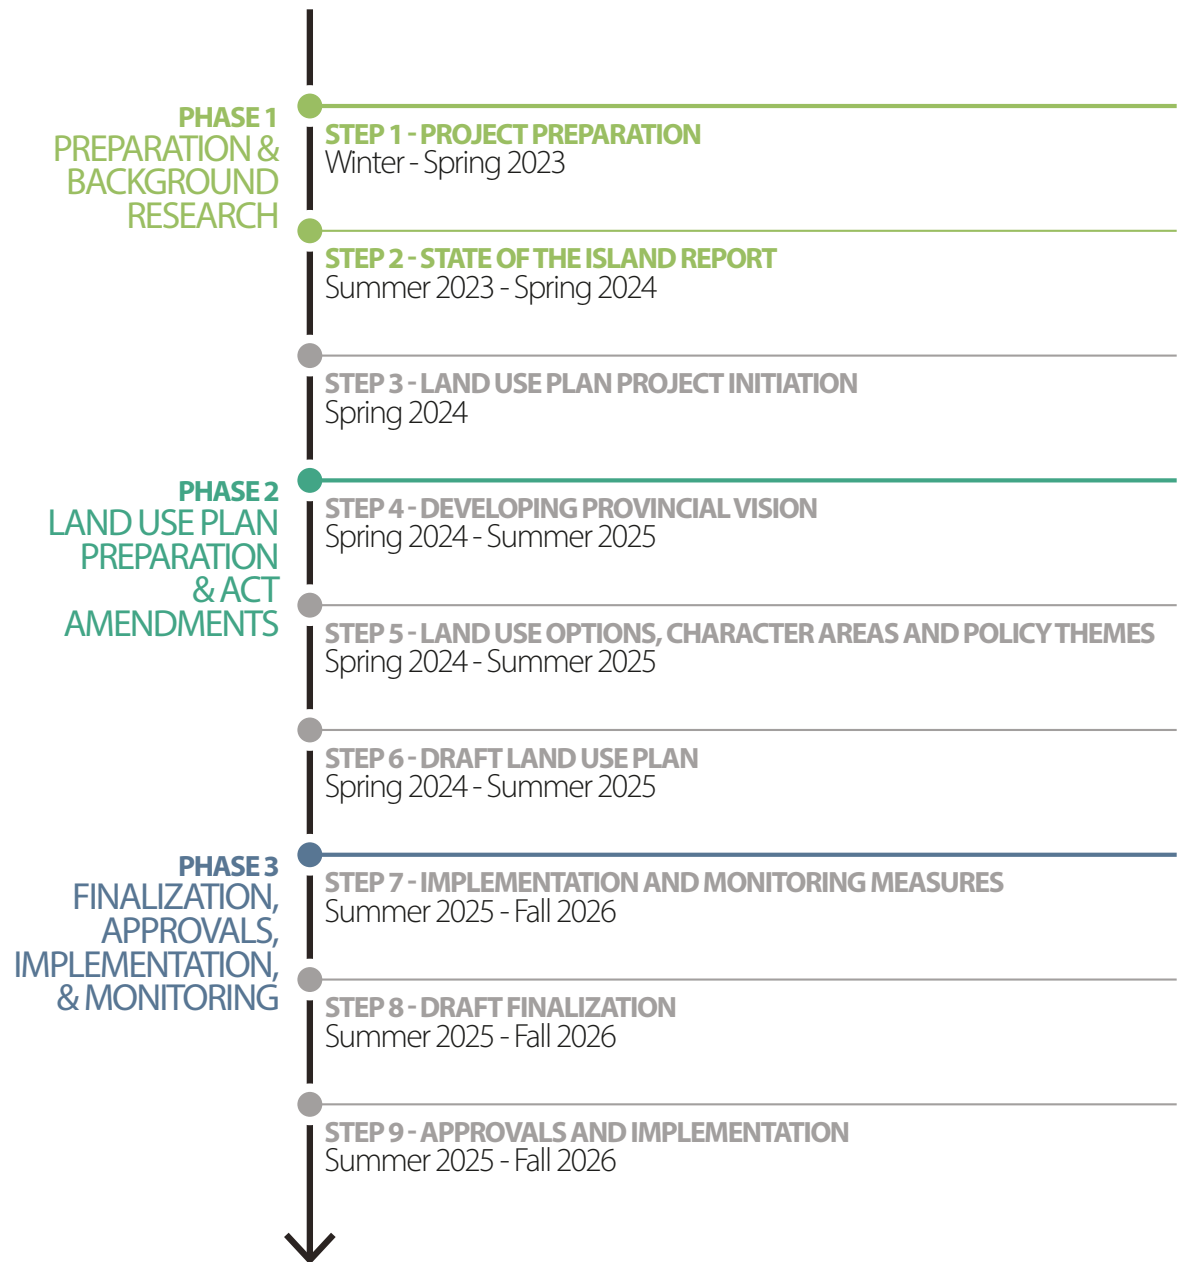 PHASE 1
PREPARATION &
BACKGROUND
RESEARCH
STEP 1 - PROJECT PREPARATION
Winter - Spring 2023
STEP 2 - STATE OF THE ISLAND REPORT
Summer 2023 - Spring 2024
STEP 3 - LAND USE PLAN PROJECT INITIATION
Spring 2024
PHASE 2
LAND USE PLAN
PREPARATION
& ACT
AMENDMENTS
STEP 4 - DEVELOPING PROVINCIAL VISION
Spring 2024 - Summer 2025
STEP 5 - LAND USE OPTIONS, CHARACTER AREAS AND POLICY THEMES
Spring 2024 - Summer 2025
STEP 6 - DRAFT LAND USE PLAN
Spring 2024 - Summer 2025
PHASE 3
FINALIZATION,
APPROVALS,
IMPLEMENTATION,
& MONITORING
STEP 7 - IMPLEMENTATION AND MONITORING MEASURES
Summer 2025 - Fall 2026
STEP 8 - DRAFT FINALIZATION
Summer 2025 - Fall 2026
STEP 9 - APPROVALS AND IMPLEMENTATION
Summer 2025 - Fall 2026